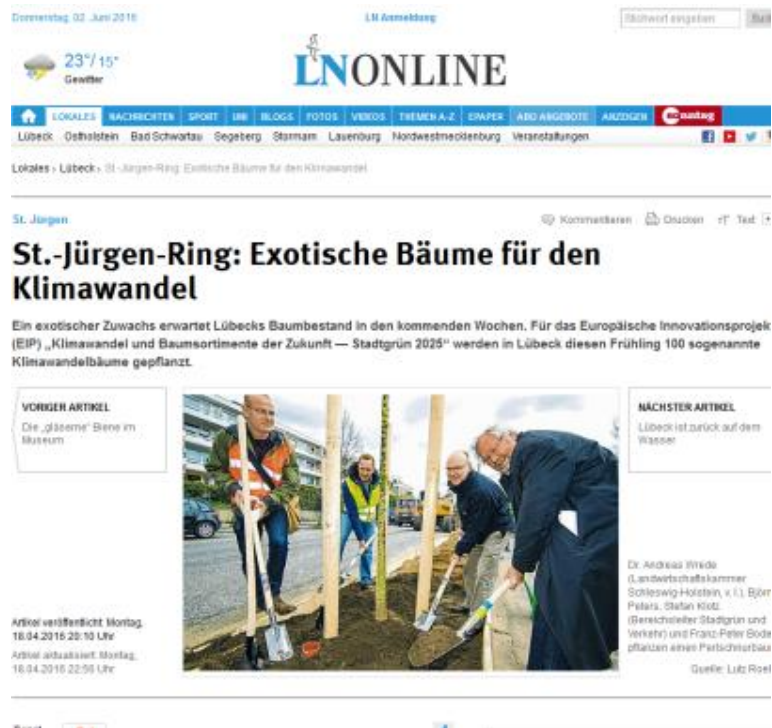 Donnerstag, 02. Juni 2016
LN Anmeldung
Stichwort eingeben
23°/ 15°
Gewitter
LN ONLINE
LOKALES NACHRICHTEN SPORT UNI BLOGS FOTOS VIDEOS THEMEN A-Z EPAPER ABO ANGEBOTE ANZEIGEN
Lübeck Ostholstein Bad Schwartau Segeberg Stormarn Lauenburg Nordwestmecklenburg Veranstaltungen
Lokales › Lübeck › St.-Jürgen-Ring: Exotische Bäume für den Klimawandel
St. Jürgen
Kommentieren Drucken Text
St.-Jürgen-Ring: Exotische Bäume für den
Klimawandel
Ein exotischer Zuwachs erwartet Lübecks Baumbestand in den kommenden Wochen. Für das Europäische Innovationsprojek
(EIP) „Klimawandel und Baumsortimente der Zukunft — Stadtgrün 2025“ werden in Lübeck diesen Frühling 100 sogenannte
Klimawandelbäume gepflanzt.
VORIGER ARTIKEL
Die „gläserne“ Biene im
Museum
NÄCHSTER ARTIKEL
Lübeck ist zurück auf dem
Wasser
Dr. Andreas Wrede
(Landwirtschaftskammer
Schleswig-Holstein, v. l.), Björn
Peters, Stefan Klotz
(Bereichsleiter Stadtgrün und
Verkehr) und Franz-Peter Boden
pflanzen einen
Quelle: Lutz
Artikel veröffentlicht: Montag,
18.04.2016 20:10 Uhr
Artikel aktualisiert: Montag,
18.04.2016 22:56 Uhr